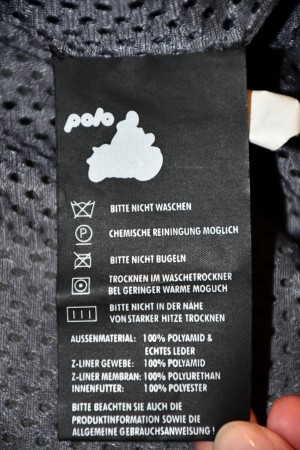 polo
BITTE NICHT WASCHEN
P
CHEMISCHE REININGUNG MOGLICH
BITTE NICHT BUGELN
TROCKNEN IM WASCHETROCKNER
BEI GERINGER WARME MOGUCH
BITTE NICHT IN DER NÄHE
VON STARKER HITZE TROCKNEN
AUSSENMATERIAL: 100% POLYAMID &
ECHTES LEDER
Z-LINER GEWEBE: 100% POLYAMID
Z-LINER MEMBRAN: 100% POLYURETHAN
INNENFUTTER: 100% POLYESTER
BITTE BEACHTEN SIE AUCH DIE
PRODUKTINFORMATION SOWIE DIE
ALLGEMEINE GEBRAUCHSANWEISUNG !